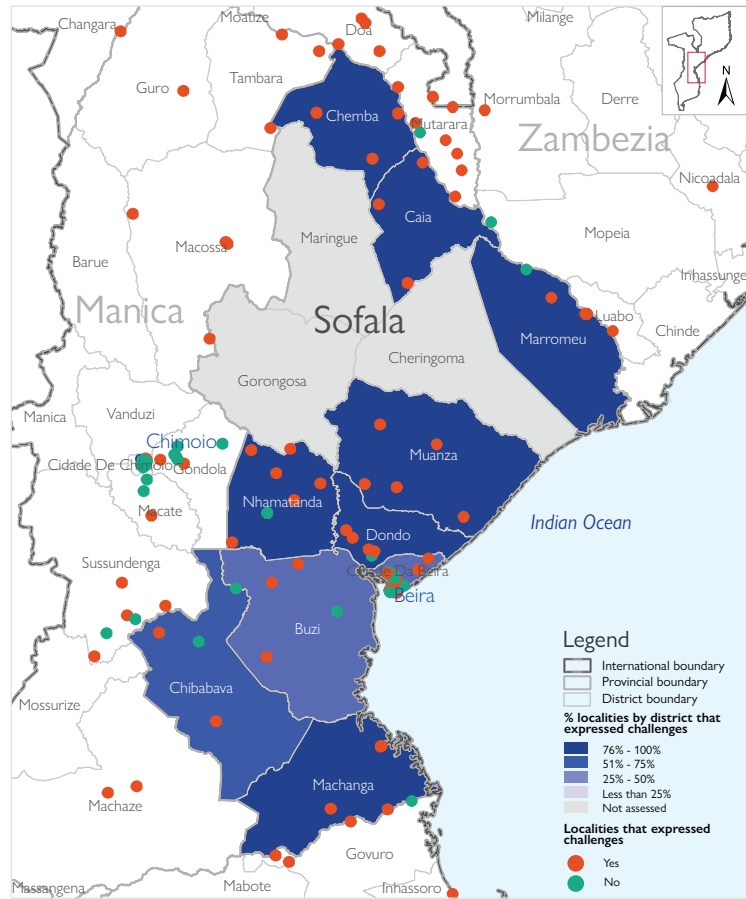 Changara
Moatize
Doa
Milange
N
Tambara
Guro
Chemba
Mutarara
Morrumbala
Derre
Zambezia
Nicoadala
Caia
Maringue
Macossa
Mopeia
Barue
Inhassunge
Manica
Sofala
Luabo
Chinde
Marromeu
Cheringoma
Gorongosa
Manica
Vanduzi
Chimoio
Cidade De Chimoio
Gondola
Muanza
Nhamatanda
Macate
Dondo
Indian Ocean
Sussundenga
Cidade Da Beira
Beira
Buzi
Chibabava
Mossurize
Machanga
Machaze
Govuro
Massangena
Mabote
Inhassoro
Legend
International boundary
Provincial boundary
District boundary
% localities by district that
expressed challenges
76% - 100%
51% - 75%
25% - 50%
Less than 25%
Not assessed
Localities that expressed
challenges
Yes
No